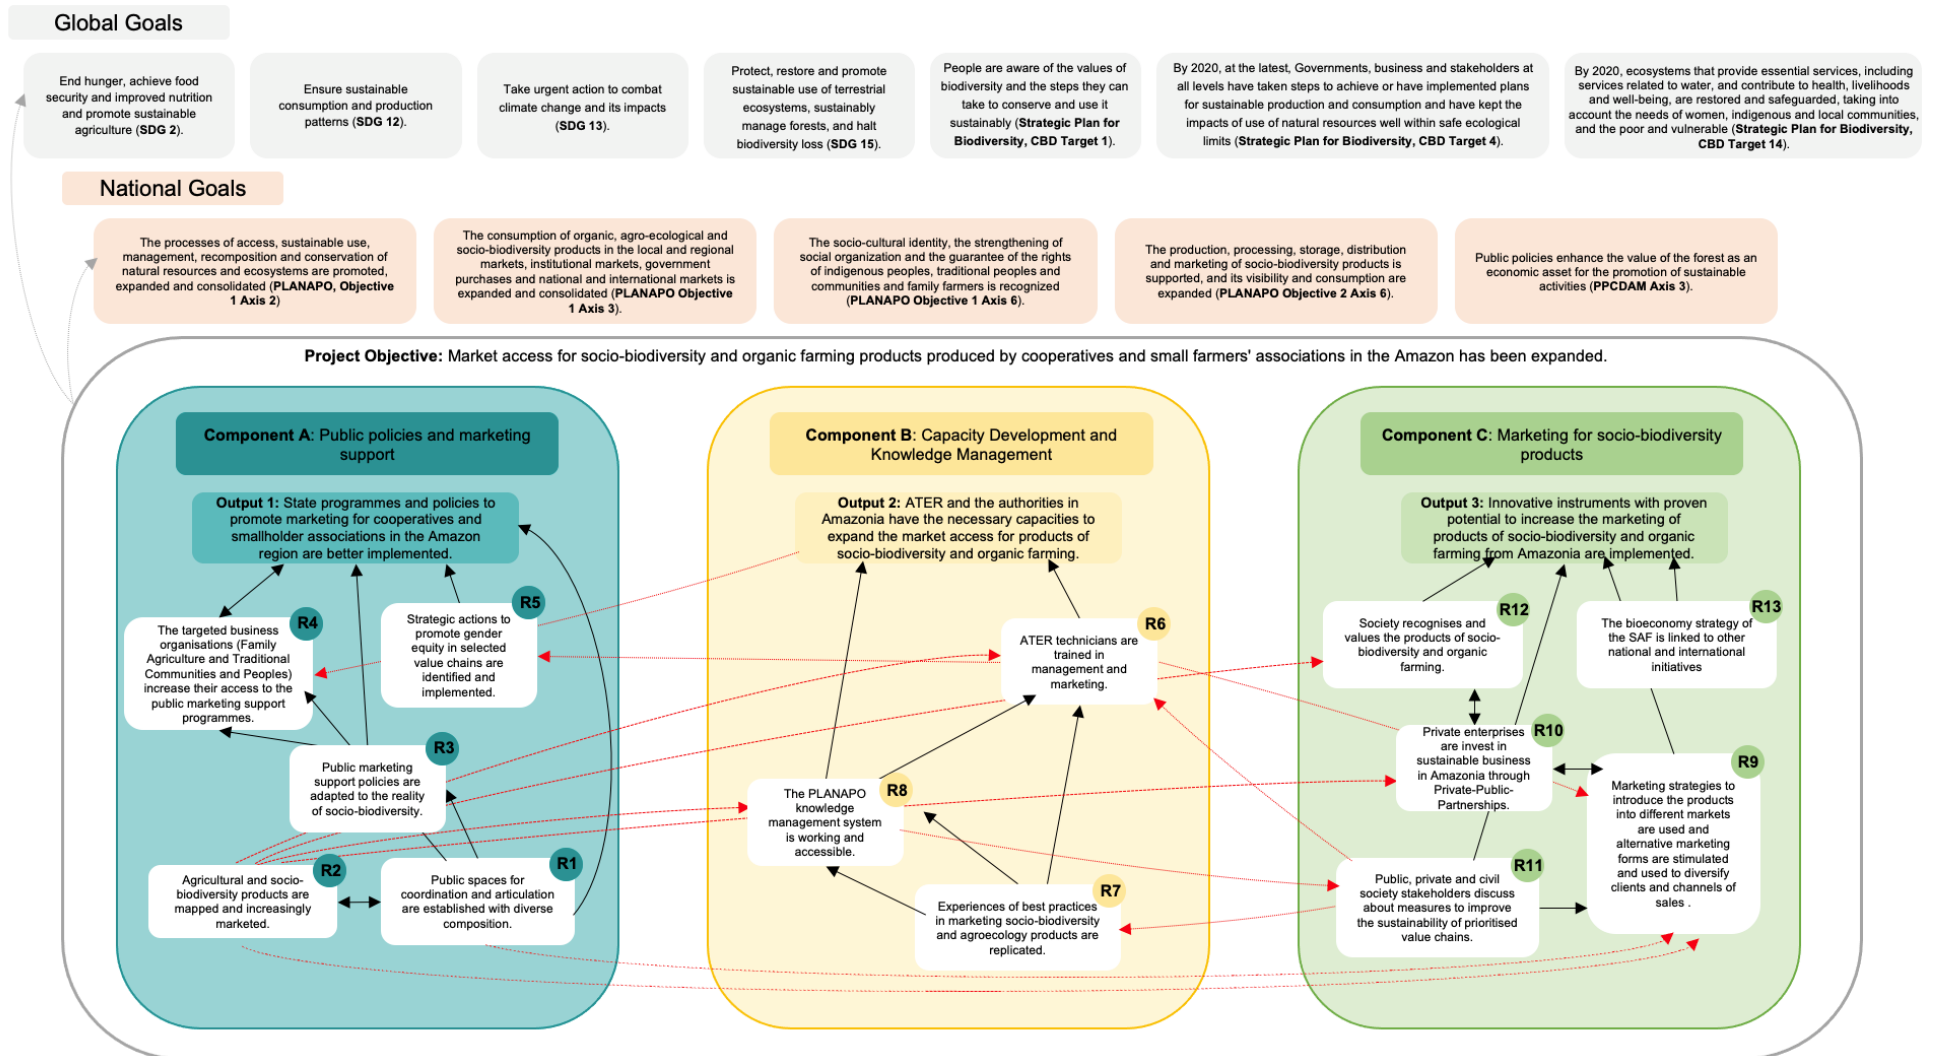 Global Goals
End hunger, achieve food
security and improved nutrition
and promote sustainable
agriculture (SDG 2).
Ensure sustainable
consumption and production
patterns (SDG 12).
Take urgent action to combat
climate change and its impacts
(SDG 13).
Protect, restore and promote
sustainable use of terrestrial
ecosystems, sustainably
manage forests, and halt
biodiversity loss (SDG 15).
People are aware of the values of
biodiversity and the steps they can
take to conserve and use it
sustainably (Strategic Plan for
Biodiversity, CBD Target 1).
By 2020, at the latest, Governments, business and stakeholders at
all levels have taken steps to achieve or have implemented plans
for sustainable production and consumption and have kept the
impacts of use of natural resources well within safe ecological
limits (Strategic Plan for Biodiversity, CBD Target 4).
By 2020, ecosystems that provide essential services, including
services related to water, and contribute to health, livelihoods
and well-being, are restored and safeguarded, taking into
account the needs of women, indigenous and local communities,
and the poor and vulnerable (Strategic Plan for Biodiversity,
CBD Target 14).
National Goals
The processes of access, sustainable use,
management, recomposition and conservation of
natural resources and ecosystems are promoted,
expanded and consolidated (PLANAPO, Objective
1 Axis 2)
The consumption of organic, agro-ecological and
socio-biodiversity products in the local and regional
markets, institutional markets, government
purchases and national and international markets is
expanded and consolidated (PLANAPO Objective
1 Axis 3).
The socio-cultural identity, the strengthening of
social organization and the guarantee of the rights
of indigenous peoples, traditional peoples and
communities and family farmers is recognized
(PLANAPO Objective 1 Axis 6).
The production, processing, storage, distribution
and marketing of socio-biodiversity products is
supported, and its visibility and consumption are
expanded (PLANAPO Objective 2 Axis 6).
Public policies enhance the value of the forest as an
economic asset for the promotion of sustainable
activities (PPCDAM Axis 3).
Project Objective: Market access for socio-biodiversity and organic farming products produced by cooperatives and small farmers' associations in the Amazon has been expanded.
Component A: Public policies and marketing
support
Output 1: State programmes and policies to
promote marketing for cooperatives and
smallholder associations in the Amazon
region are better implemented.
R4
The targeted business
organisations (Family
Agriculture and Traditional
Communities and Peoples)
increase their access to the
public marketing support
programmes.
R5
Strategic actions to
promote gender
equity in selected
value chains are
identified and
implemented.
R3
Public marketing
support policies are
adapted to the reality
of socio-biodiversity.
R2
Agricultural and socio-
biodiversity products are
mapped and increasingly
marketed.
R1
Public spaces for
coordination and articulation
are established with diverse
composition.
Component B: Capacity Development and
Knowledge Management
Output 2: ATER and the authorities in
Amazonia have the necessary capacities to
expand the market access for products of
socio-biodiversity and organic farming.
R6
ATER technicians are
trained in
management and
marketing.
R8
The PLANAPO
knowledge
management system
is working and
accessible.
R7
Experiences of best practices
in marketing socio-biodiversity
and agroecology products are
replicated.
Component C: Marketing for socio-biodiversity
products
Output 3: Innovative instruments with proven
potential to increase the marketing of
products of socio-biodiversity and organic
farming from Amazonia are implemented.
R12
Society recognises and
values the products of socio-
biodiversity and organic
farming.
R13
The bioeconomy strategy of
the SAF is linked to other
national and international
initiatives
R10
Private enterprises
are invest in
sustainable business
in Amazonia through
Private-Public-
Partnerships.
R9
Marketing strategies to
introduce the products
into different markets
are used and
alternative marketing
forms are stimulated
and used to diversify
clients and channels of
sales .
R11
Public, private and civil
society stakeholders discuss
about measures to improve
the sustainability of prioritised
value chains.